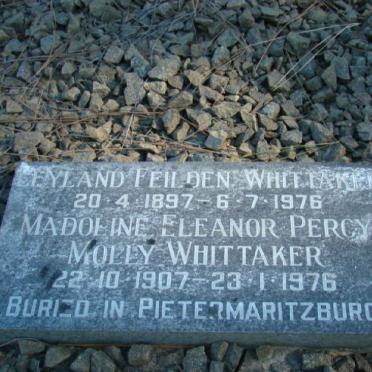 LEYLAND FEILDEN WHITTAKER
20·4·1897-6·7·1976
MADOLINE ELEANOR PERCY
MOLLY WHITTAKER
22·10·1907-23·1·1976
BURIED IN PIETERMARITZBURG